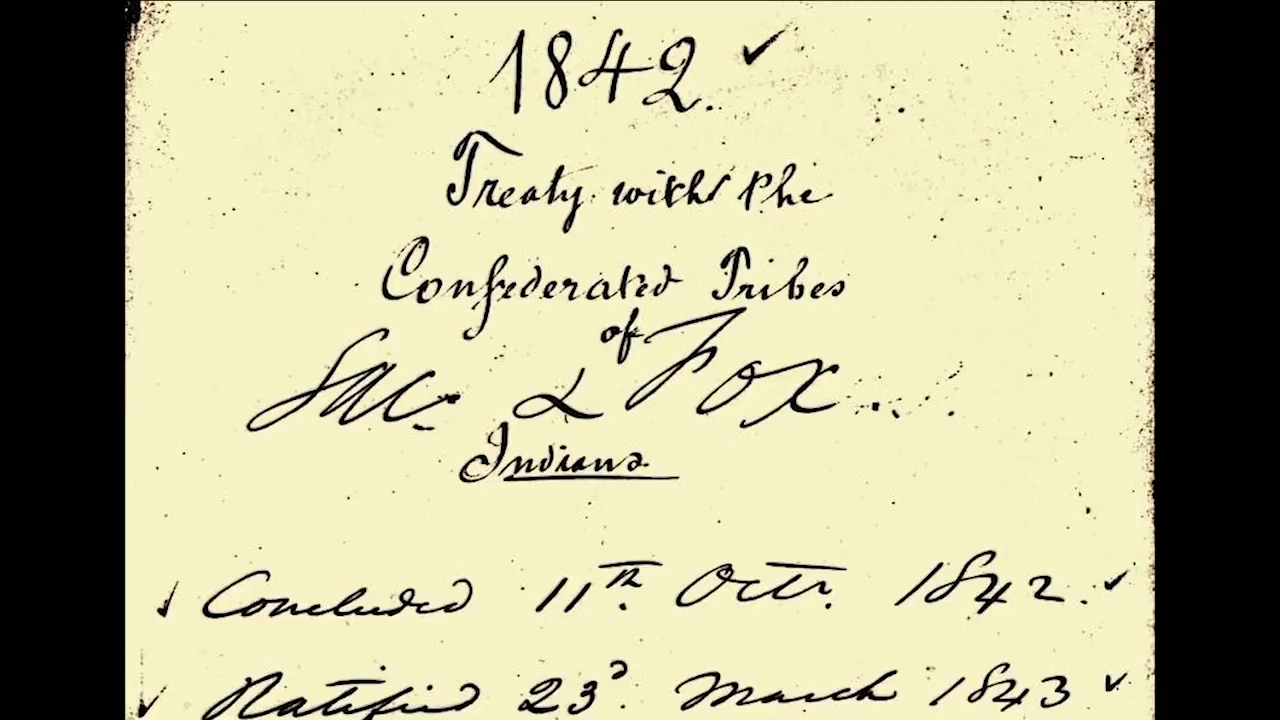 1842.
Treaty with the
Confederated Tribes
of
Sac & Fox
Indians
Concluded 11th. Octr. 1842.
Ratified 23d. March 1843